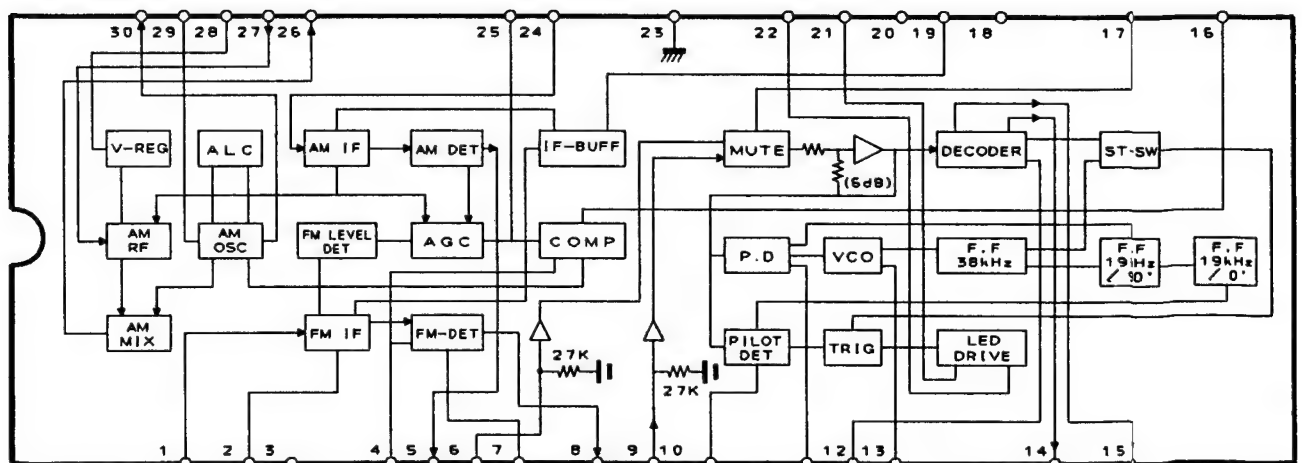 30 29 28 27 26 25 24 23 22 21 20 19 18 17 16
V-REG
ALC
AM IF
AM DET
IF-BUFF
MUTE
(6dB)
DECODER
ST-SW
AM RF
AM OSC
FM LEVEL DET
AGC
COMP
P.D
VCO
F.F 38kHz
F.F 19kHz / 90°
F.F 19kHz / 0°
AM MIX
FM IF
FM-DET
27K
27K
PILOT DET
TRIG
LED DRIVE
1 2 3 4 5 6 7 8 9 10 12 13 14 15